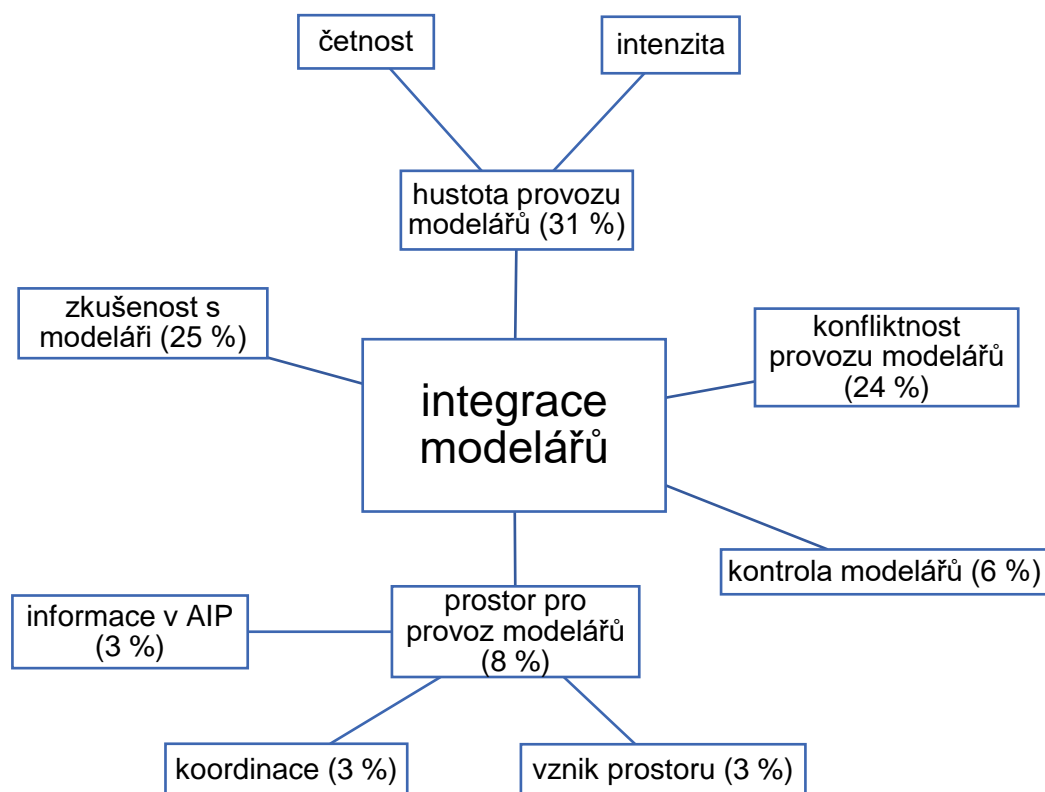 četnost
intenzita
hustota provozu
modelářů (31 %)
zkušenost s
modeláři (25 %)
konfliktnost
provozu modelářů
(24 %)
integrace
modelářů
kontrola modelářů (6 %)
prostor pro
provoz modelářů
(8 %)
informace v AIP
(3 %)
koordinace (3 %)
vznik prostoru (3 %)